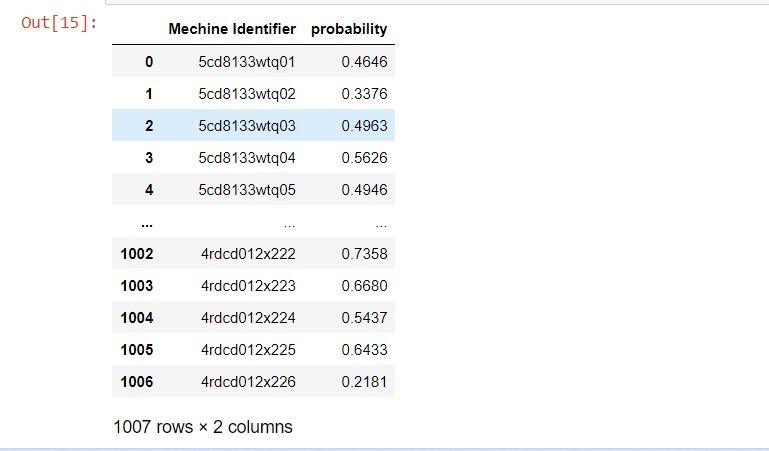 Out[15]:
Mechine Identifier probability
0 5cd8133wtq01 0.4646
1 5cd8133wtq02 0.3376
2 5cd8133wtq03 0.4963
3 5cd8133wtq04 0.5626
4 5cd8133wtq05 0.4946
... ... ...
1002 4rdcd012x222 0.7358
1003 4rdcd012x223 0.6680
1004 4rdcd012x224 0.5437
1005 4rdcd012x225 0.6433
1006 4rdcd012x226 0.2181
1007 rows × 2 columns